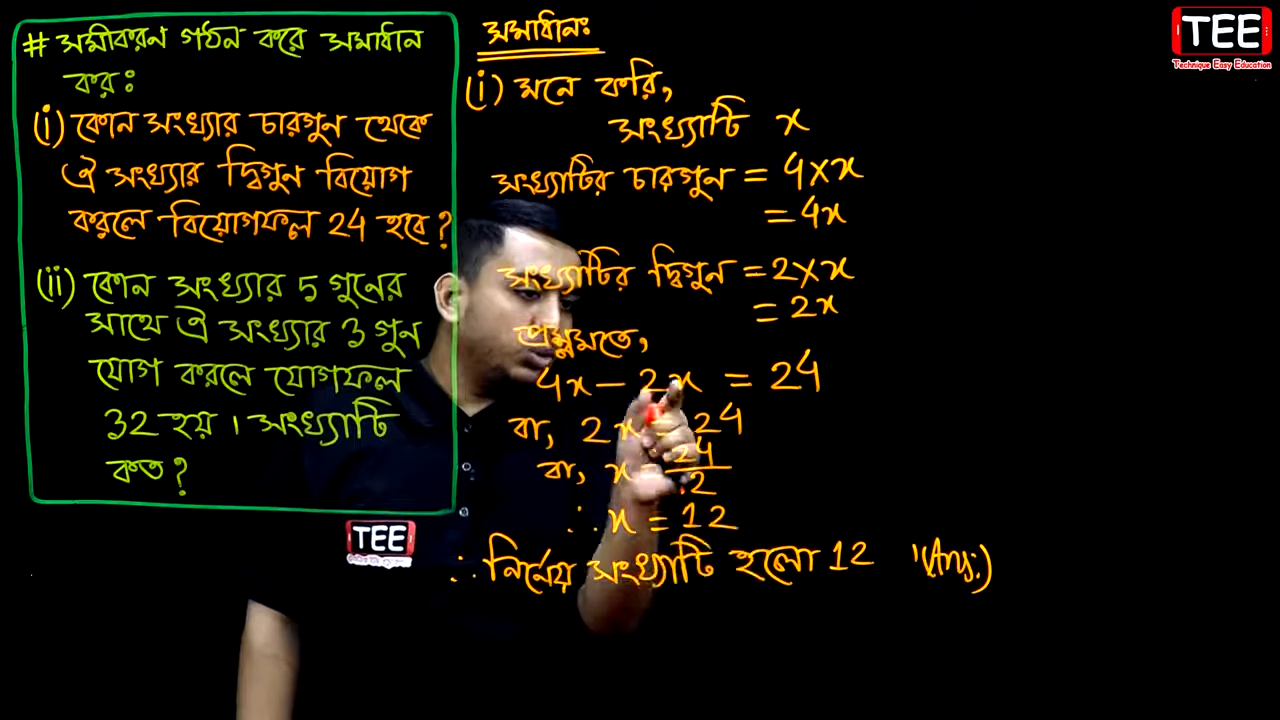 # সমীকরণ গঠন করে সমাধান
কর:
(i) কোন সংখ্যার চারগুন থেকে
ঐ সংখ্যার দ্বিগুন বিয়োগ
করলে বিয়োগফল 24 হবে?
(ii) কোন সংখ্যার 5 গুনের
সাথে ঐ সংখ্যার 3 গুন
যোগ করলে যোগফল
32 হয়। সংখ্যাটি
কত?
সমাধানঃ
(i) মনে করি,
সংখ্যাটি x
সংখ্যাটির চারগুন = 4×x
= 4x
সংখ্যাটির দ্বিগুন = 2×x
= 2x
প্রশ্নমতে,
4x – 2x = 24
বা, 2x = 24
বা, x = 24/2
∴ x = 12
∴ নির্নেয় সংখ্যাটি হলো 12 (Ans:)
TEE
Technique Easy Education
TEE